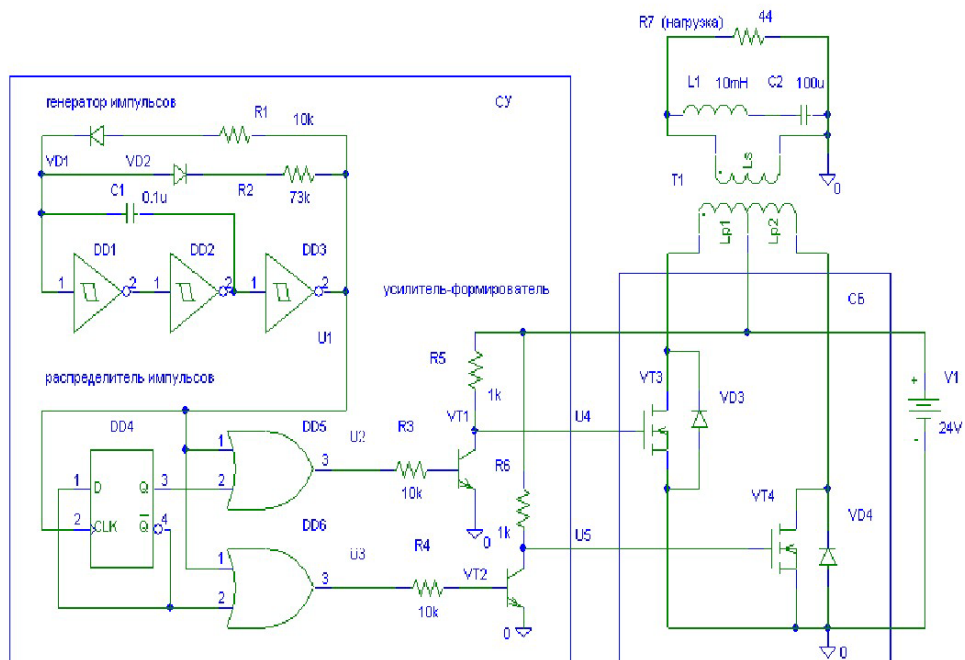 R7 (нагрузка)
44
L1
10mH
C2
100u
Ls
T1
0
Lp1
Lp2
СУ
генератор импульсов
R1
10k
VD1
VD2
R2
73k
C1
0.1u
DD1
DD2
DD3
1
2
1
2
1
2
U1
усилитель-формирователь
СБ
распределитель импульсов
R5
1k
VT1
U4
VT3
VD3
V1
+
24V
-
DD4
1
D
Q
3
2
CLK
Q
4
DD5
1
2
3
U2
R3
10k
0
R6
1k
DD6
1
2
3
U3
R4
10k
VT2
0
U5
VT4
VD4
0